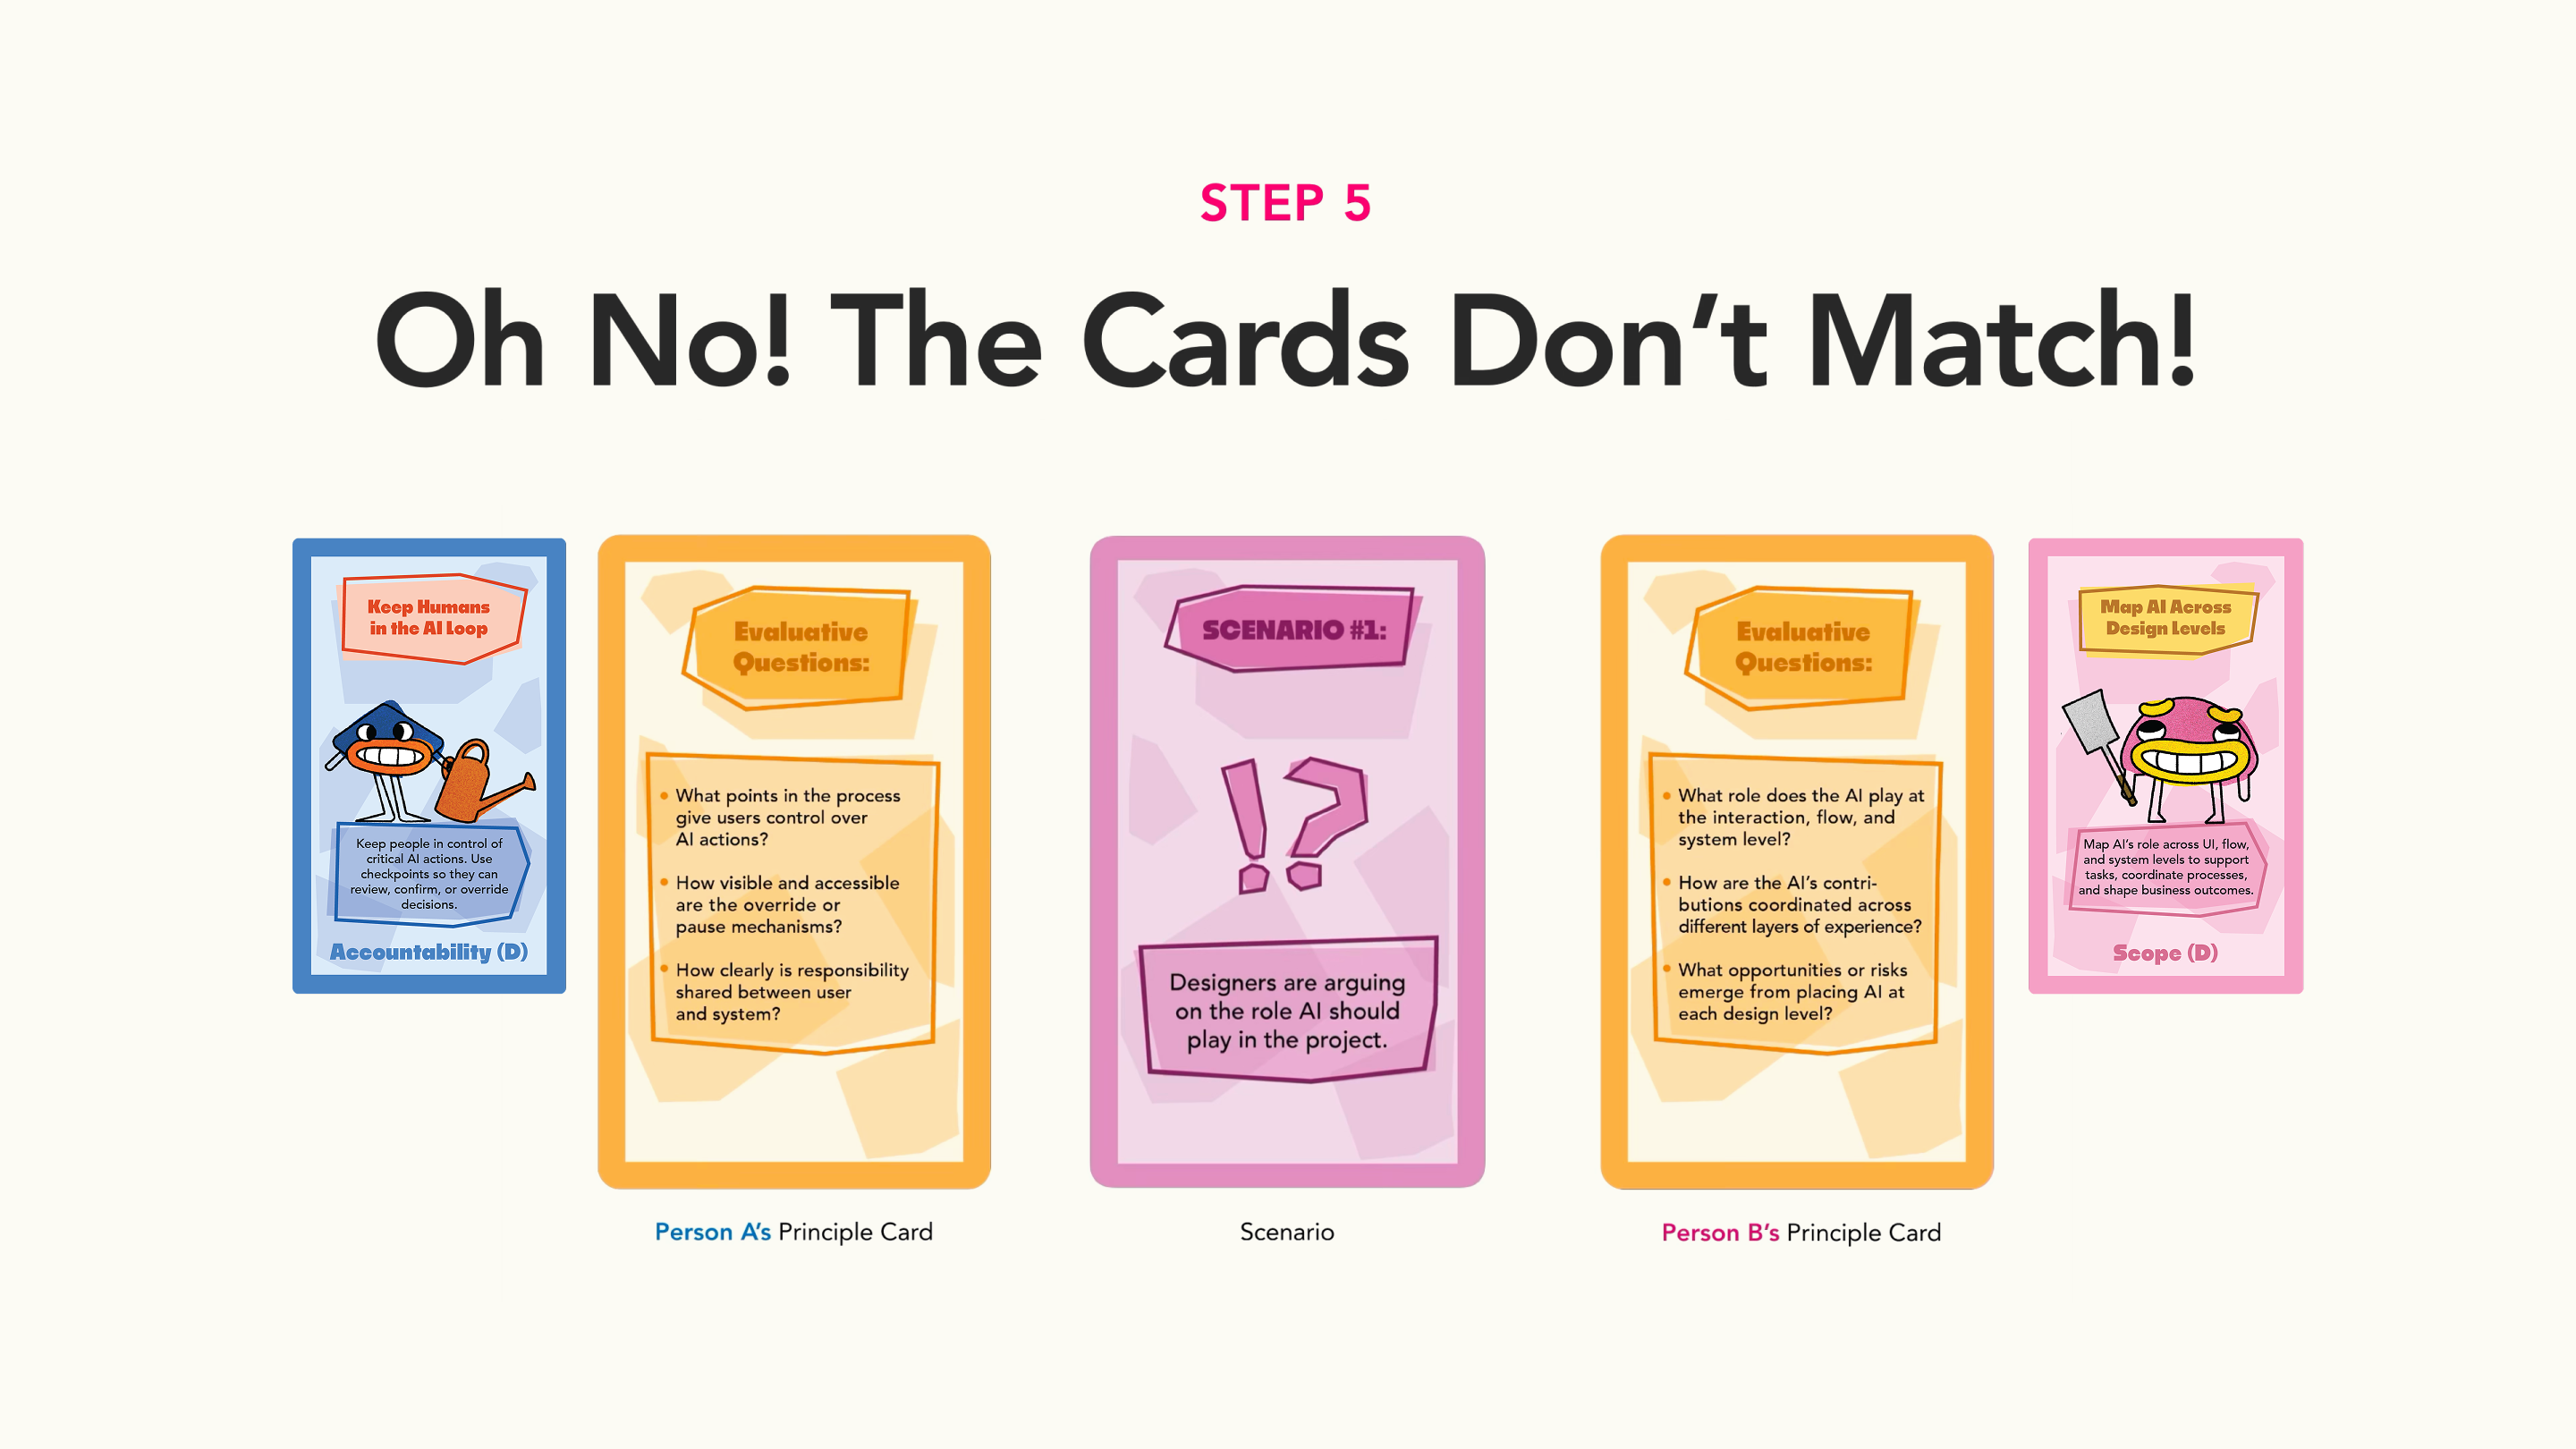 STEP 5
Oh No! The Cards Don’t Match!
Keep Humans
in the AI Loop
Keep people in control of
critical AI actions. Use
checkpoints so they can
review, confirm, or override
decisions.
Accountability (D)
Evaluative
Questions:
• What points in the process
give users control over
AI actions?
• How visible and accessible
are the override or
pause mechanisms?
• How clearly is responsibility
shared between user
and system?
Person A’s Principle Card
SCENARIO #1:
!?
Designers are arguing
on the role AI should
play in the project.
Scenario
Evaluative
Questions:
• What role does the AI play at
the interaction, flow, and
system level?
• How are the AI’s contri-
butions coordinated across
different layers of experience?
• What opportunities or risks
emerge from placing AI at
each design level?
Person B’s Principle Card
Map AI Across
Design Levels
Map AI’s role across UI, flow,
and system levels to support
tasks, coordinate processes,
and shape business outcomes.
Scope (D)